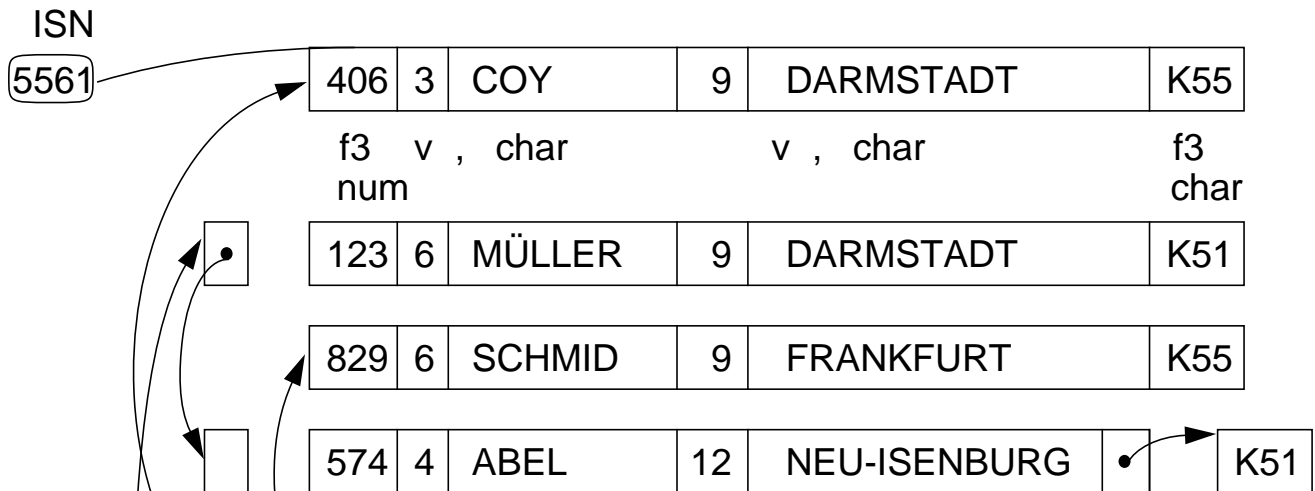 ISN
5561 406 3 COY 9 DARMSTADT K55
f3 v , char v , char f3
num char
123 6 MÜLLER 9 DARMSTADT K51
829 6 SCHMID 9 FRANKFURT K55
574 4 ABEL 12 NEU-ISENBURG K51